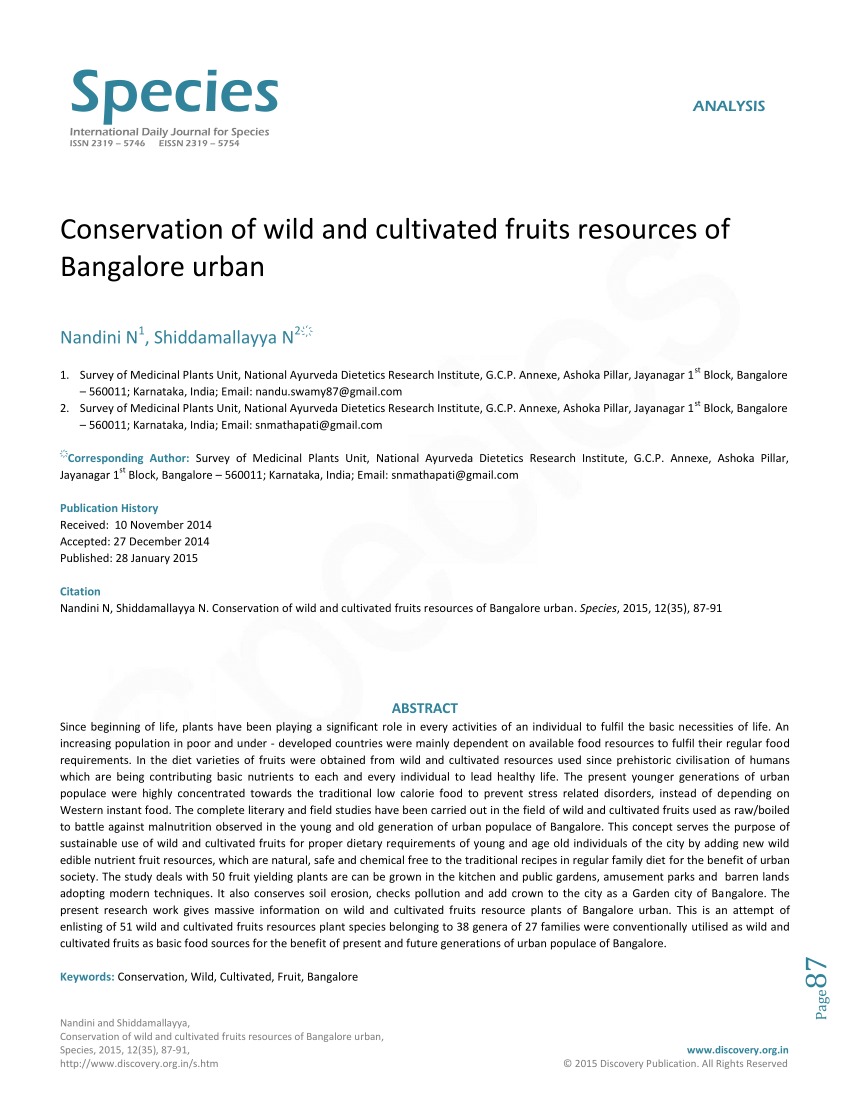 Species
International Daily Journal for Species
ISSN 2319 – 5746 EISSN 2319 – 5754
ANALYSIS
Conservation of wild and cultivated fruits resources of
Bangalore urban
Nandini N1, Shiddamallayya N2
1. Survey of Medicinal Plants Unit, National Ayurveda Dietetics Research Institute, G.C.P. Annexe, Ashoka Pillar, Jayanagar 1st Block, Bangalore
– 560011; Karnataka, India; Email: nandu.swamy87@gmail.com
2. Survey of Medicinal Plants Unit, National Ayurveda Dietetics Research Institute, G.C.P. Annexe, Ashoka Pillar, Jayanagar 1st Block, Bangalore
– 560011; Karnataka, India; Email: snmathapati@gmail.com
Corresponding Author: Survey of Medicinal Plants Unit, National Ayurveda Dietetics Research Institute, G.C.P. Annexe, Ashoka Pillar,
Jayanagar 1st Block, Bangalore – 560011; Karnataka, India; Email: snmathapati@gmail.com
Publication History
Received: 10 November 2014
Accepted: 27 December 2014
Published: 28 January 2015
Citation
Nandini N, Shiddamallayya N. Conservation of wild and cultivated fruits resources of Bangalore urban. Species, 2015, 12(35), 87-91
ABSTRACT
Since beginning of life, plants have been playing a significant role in every activities of an individual to fulfil the basic necessities of life. An
increasing population in poor and under - developed countries were mainly dependent on available food resources to fulfil their regular food
requirements. In the diet varieties of fruits were obtained from wild and cultivated resources used since prehistoric civilisation of humans
which are being contributing basic nutrients to each and every individual to lead healthy life. The present younger generations of urban
populace were highly concentrated towards the traditional low calorie food to prevent stress related disorders, instead of depending on
Western instant food. The complete literary and field studies have been carried out in the field of wild and cultivated fruits used as raw/boiled
to battle against malnutrition observed in the young and old generation of urban populace of Bangalore. This concept serves the purpose of
sustainable use of wild and cultivated fruits for proper dietary requirements of young and age old individuals of the city by adding new wild
edible nutrient fruit resources, which are natural, safe and chemical free to the traditional recipes in regular family diet for the benefit of urban
society. The study deals with 50 fruit yielding plants are can be grown in the kitchen and public gardens, amusement parks and barren lands
adopting modern techniques. It also conserves soil erosion, checks pollution and add crown to the city as a Garden city of Bangalore. The
present research work gives massive information on wild and cultivated fruits resource plants of Bangalore urban. This is an attempt of
enlisting of 51 wild and cultivated fruits resources plant species belonging to 38 genera of 27 families were conventionally utilised as wild and
cultivated fruits as basic food sources for the benefit of present and future generations of urban populace of Bangalore.
Keywords: Conservation, Wild, Cultivated, Fruit, Bangalore
Page87
Nandini and Shiddamallayya,
Conservation of wild and cultivated fruits resources of Bangalore urban,
Species, 2015, 12(35), 87-91,
http://www.discovery.org.in/s.htm
www.discovery.org.in
© 2015 Discovery Publication. All Rights Reserved
Species